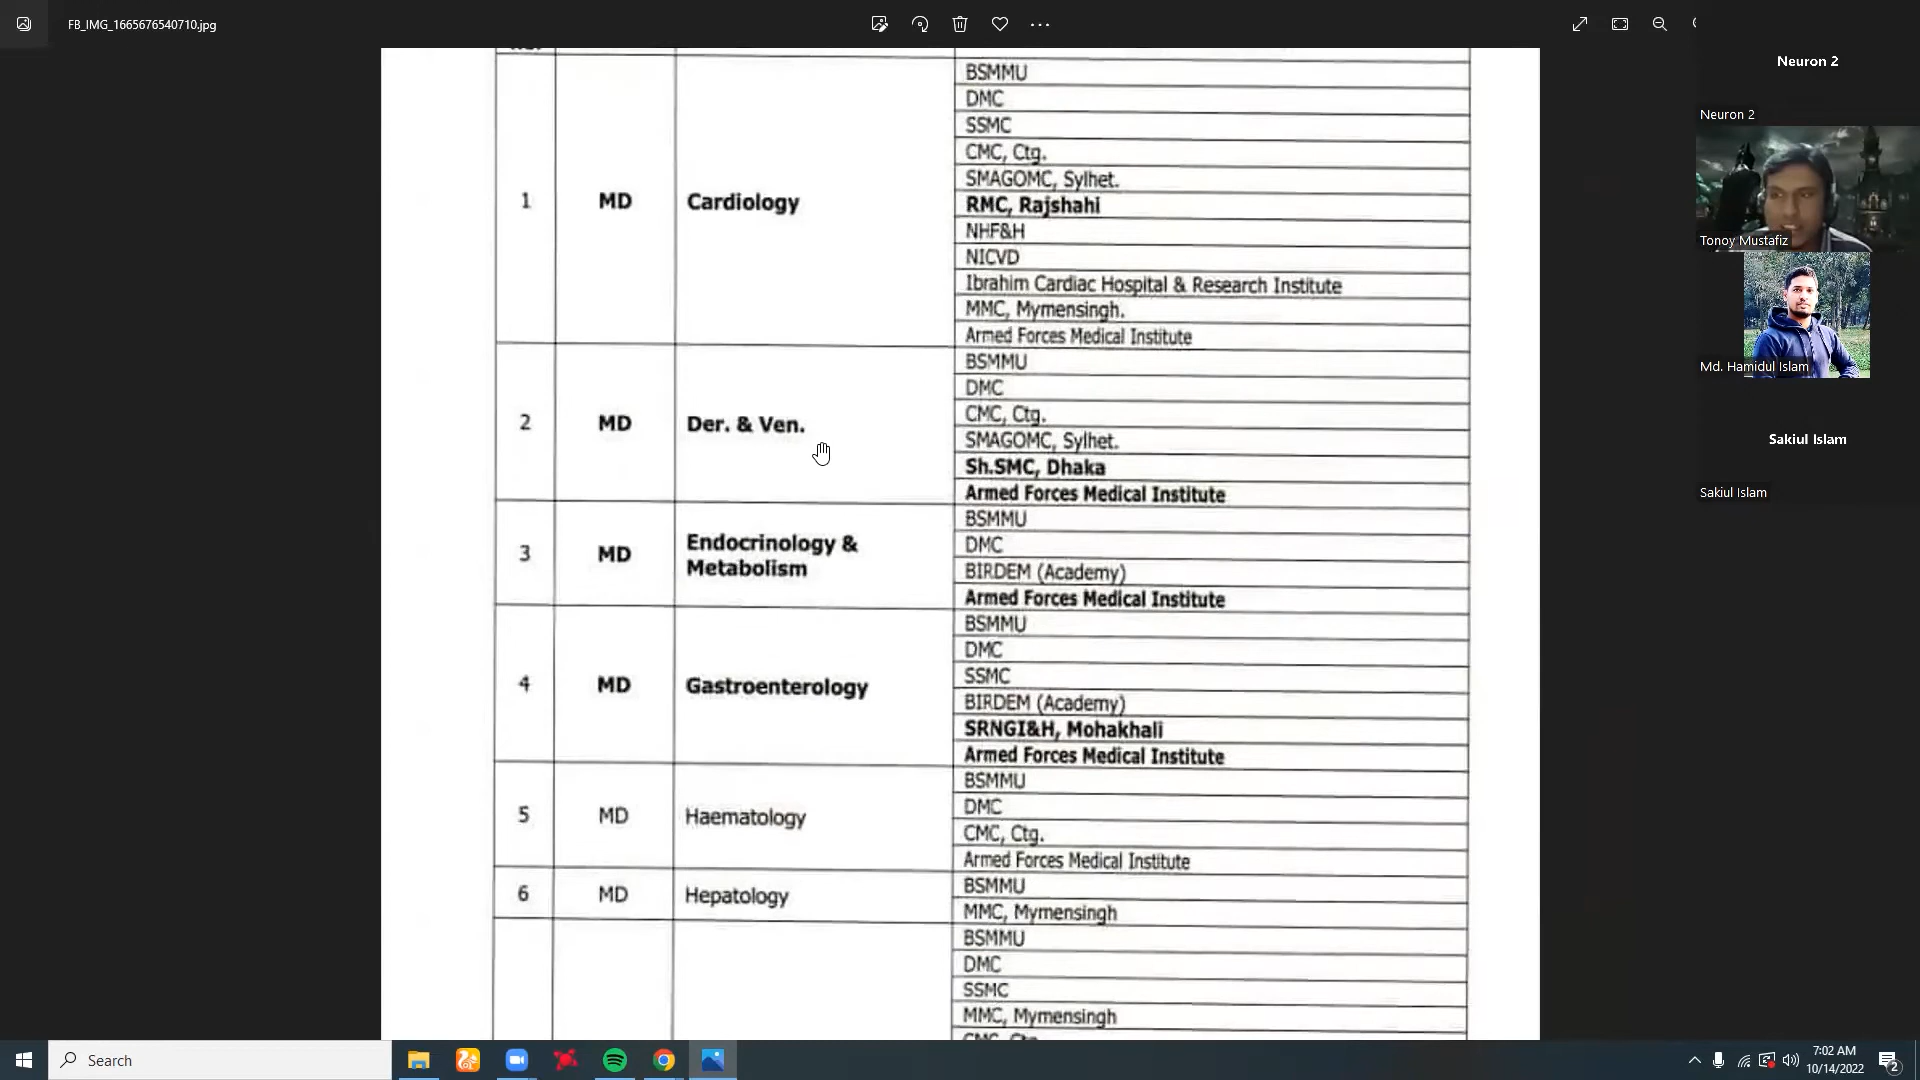 FB_IMG_1665676540710.jpg
Neuron 2
Neuron 2
Tonoy Mustafiz
Md. Hamidul Islam
Sakiul Islam
Sakiul Islam
1 MD Cardiology
BSMMU
DMC
SSMC
CMC, Ctg.
SMAGOMC, Sylhet.
RMC, Rajshahi
NHF&H
NICVD
Ibrahim Cardiac Hospital & Research Institute
MMC, Mymensingh.
Armed Forces Medical Institute
2 MD Der. & Ven.
BSMMU
DMC
CMC, Ctg.
SMAGOMC, Sylhet.
Sh.SMC, Dhaka
Armed Forces Medical Institute
3 MD Endocrinology &
Metabolism
BSMMU
DMC
BIRDEM (Academy)
Armed Forces Medical Institute
4 MD Gastroenterology
BSMMU
DMC
SSMC
BIRDEM (Academy)
SRNGI&H, Mohakhali
Armed Forces Medical Institute
5 MD Haematology
BSMMU
DMC
CMC, Ctg.
Armed Forces Medical Institute
6 MD Hepatology
BSMMU
MMC, Mymensingh
BSMMU
DMC
SSMC
MMC, Mymensingh
Search
7:02 AM
10/14/2022
2